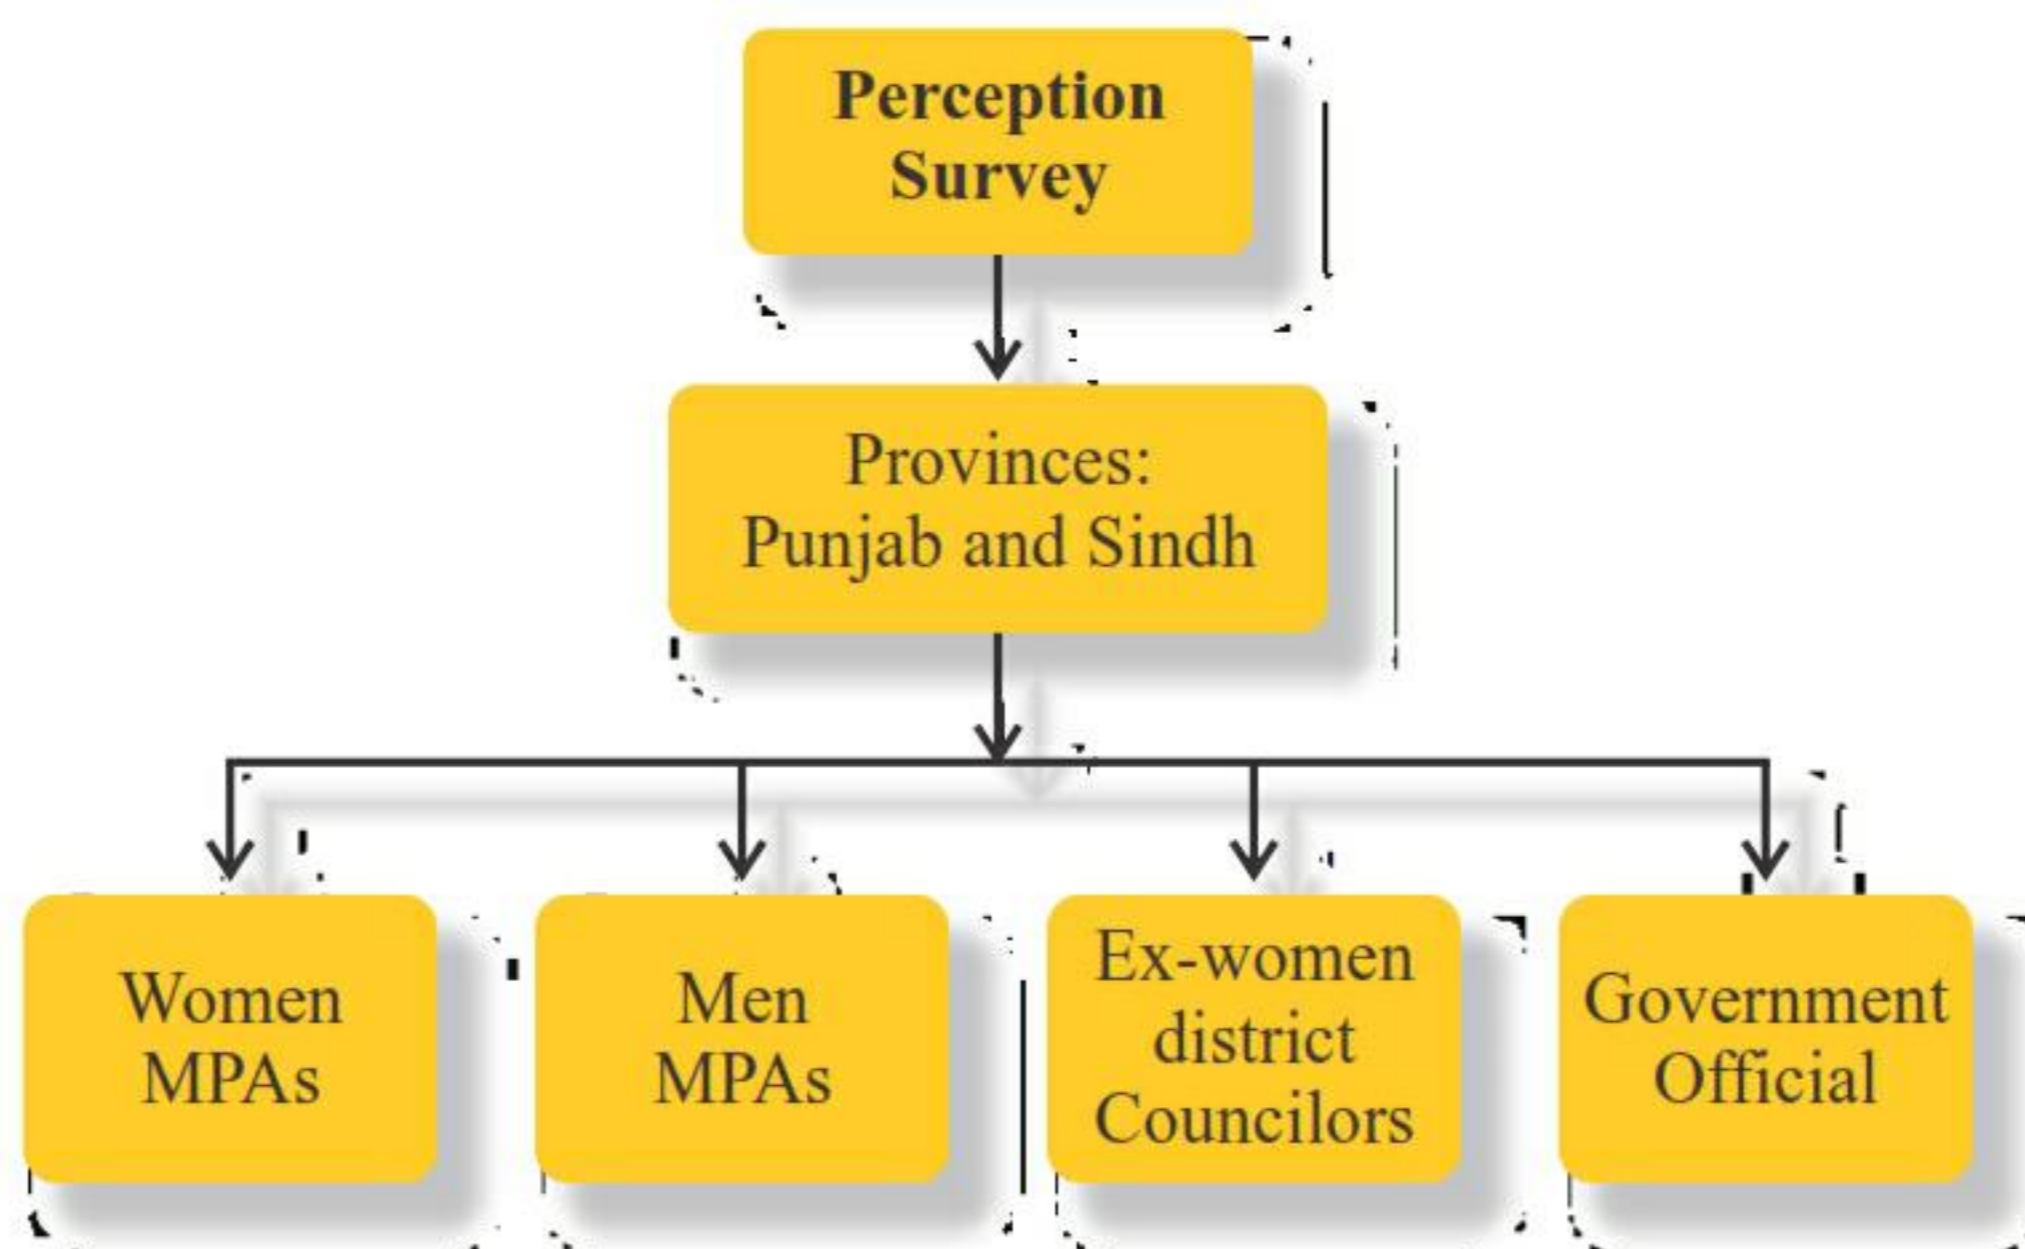 Perception
Survey
Provinces:
Punjab and Sindh
Women
MPAs
Men
MPAs
Ex-women
district
Councilors
Government
Official